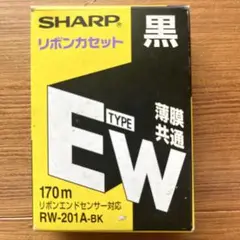 SHARP®
リボンカセット
黒
TYPE
EW
薄膜
共通
170m
リボンエンドセンサー対応
RW-201A-BK